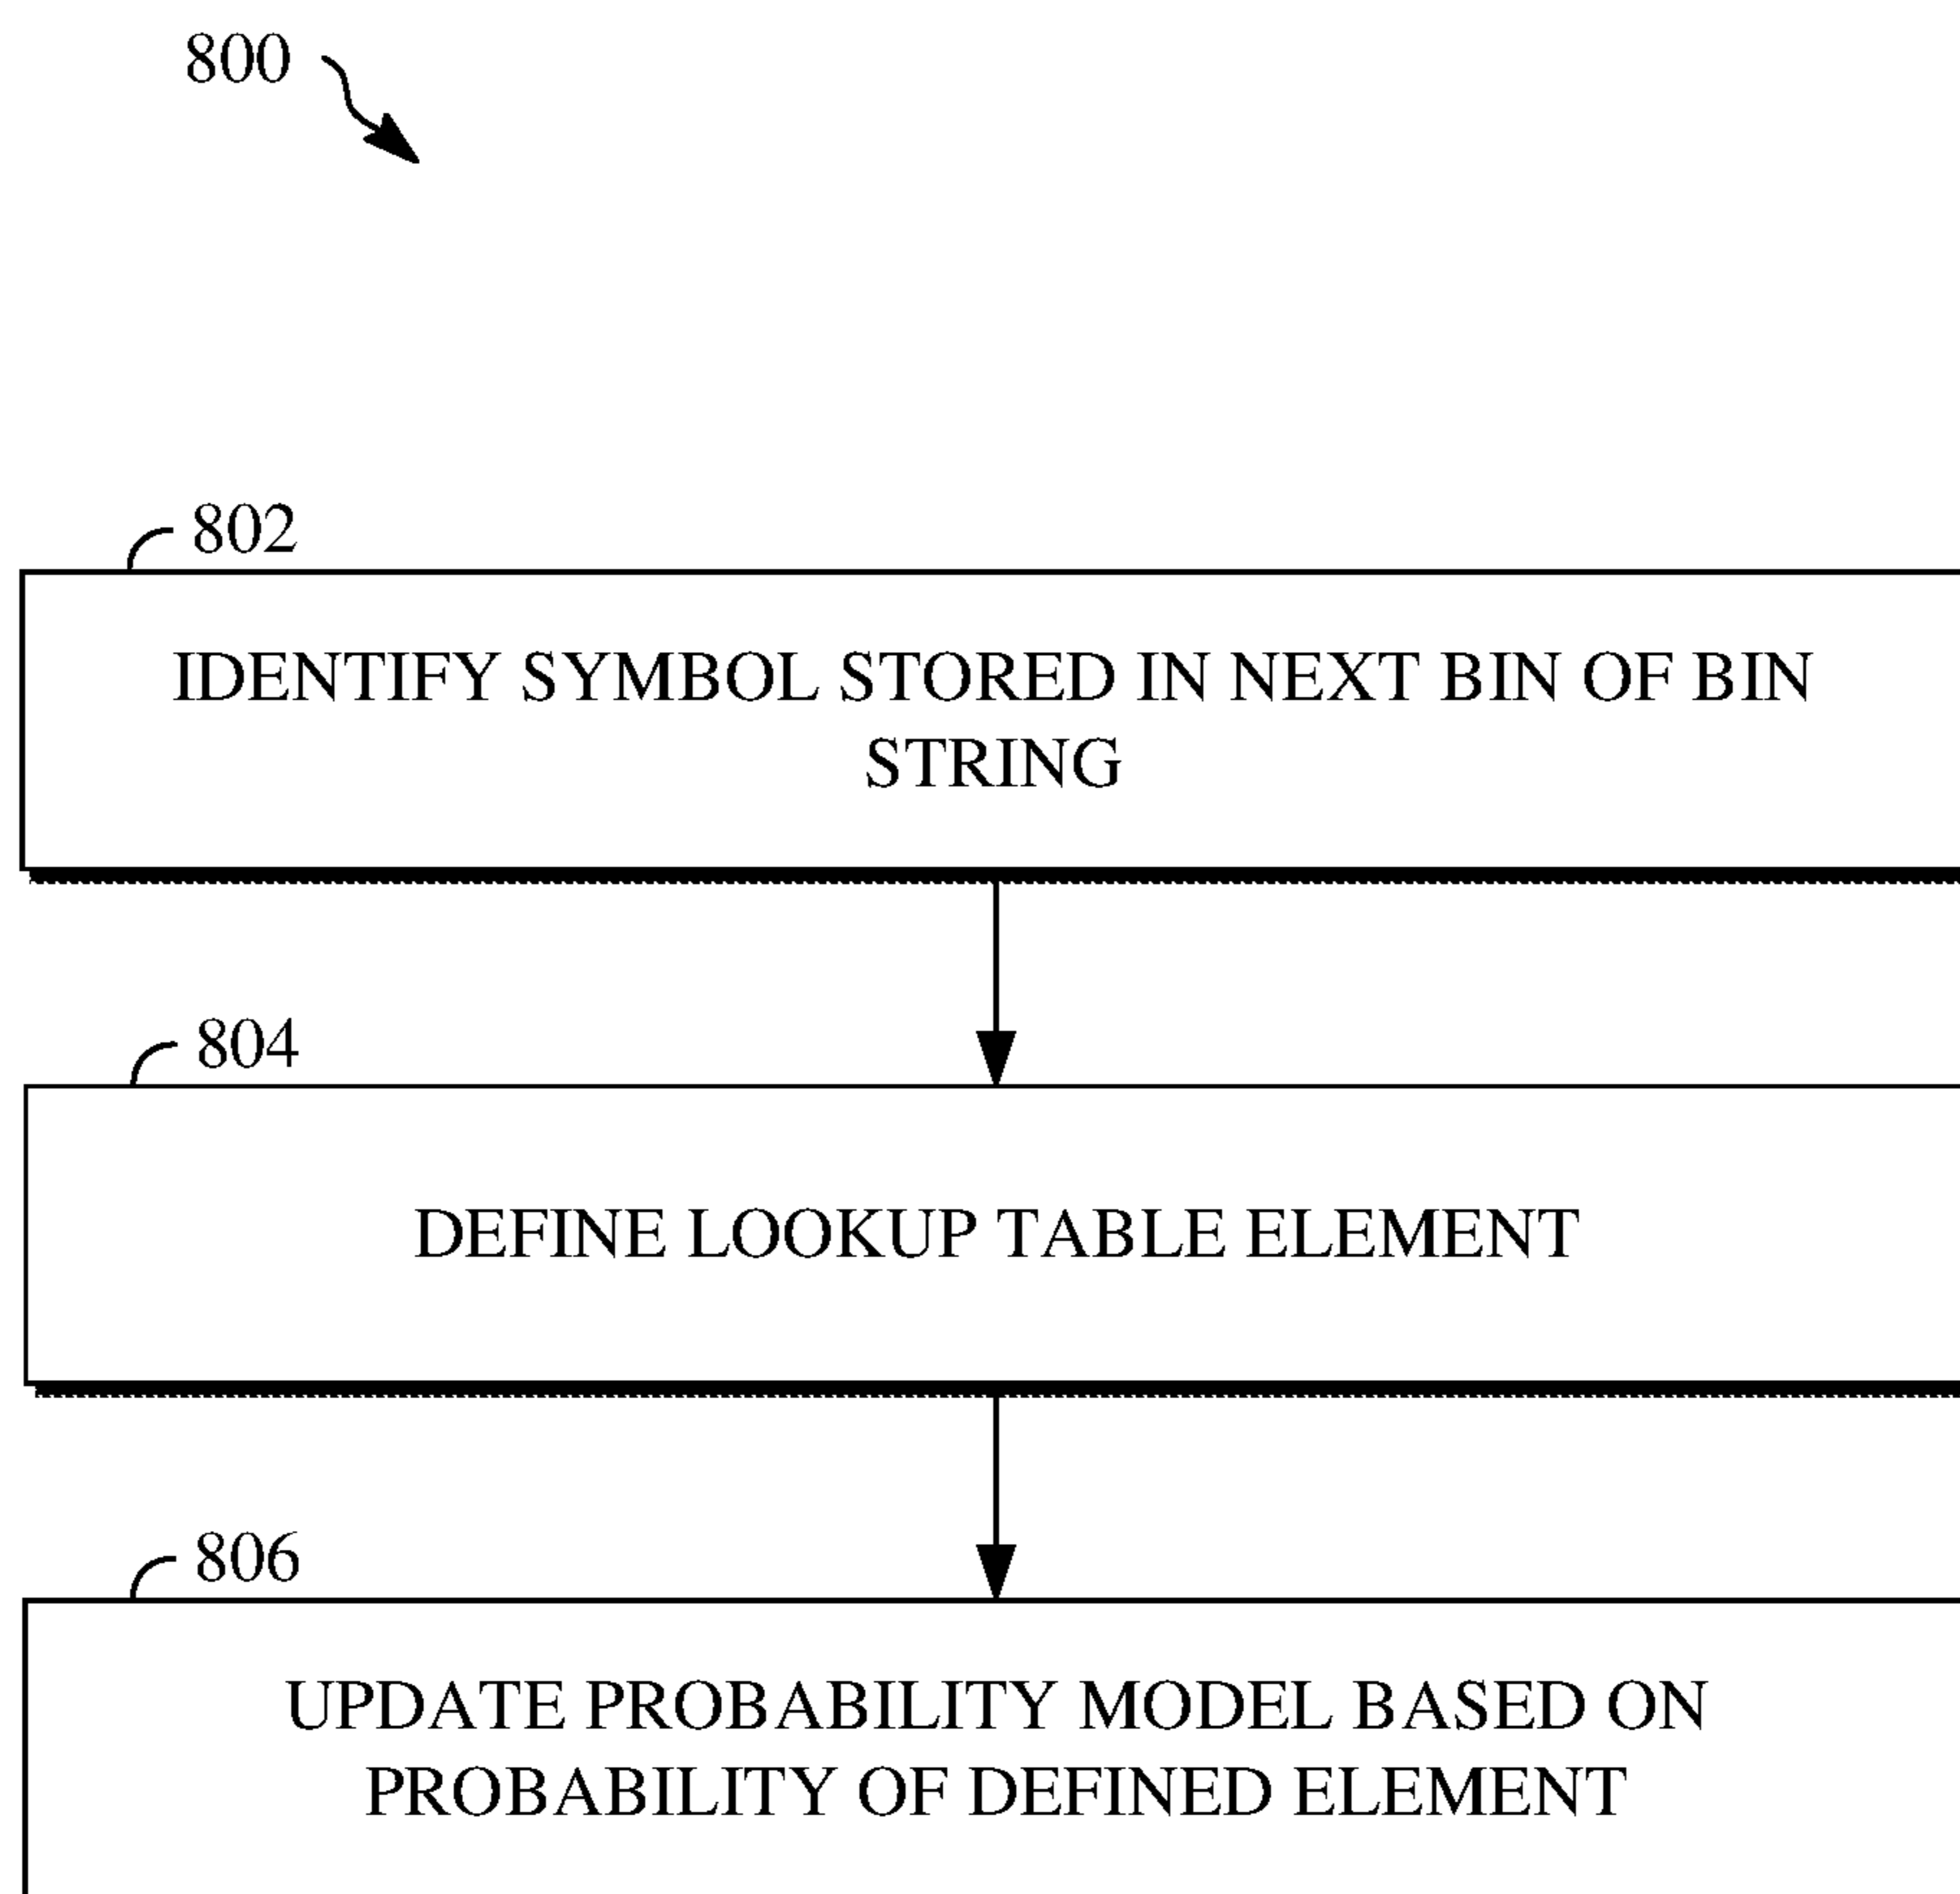 800
802
IDENTIFY SYMBOL STORED IN NEXT BIN OF BIN
STRING
804
DEFINE LOOKUP TABLE ELEMENT
806
UPDATE PROBABILITY MODEL BASED ON
PROBABILITY OF DEFINED ELEMENT